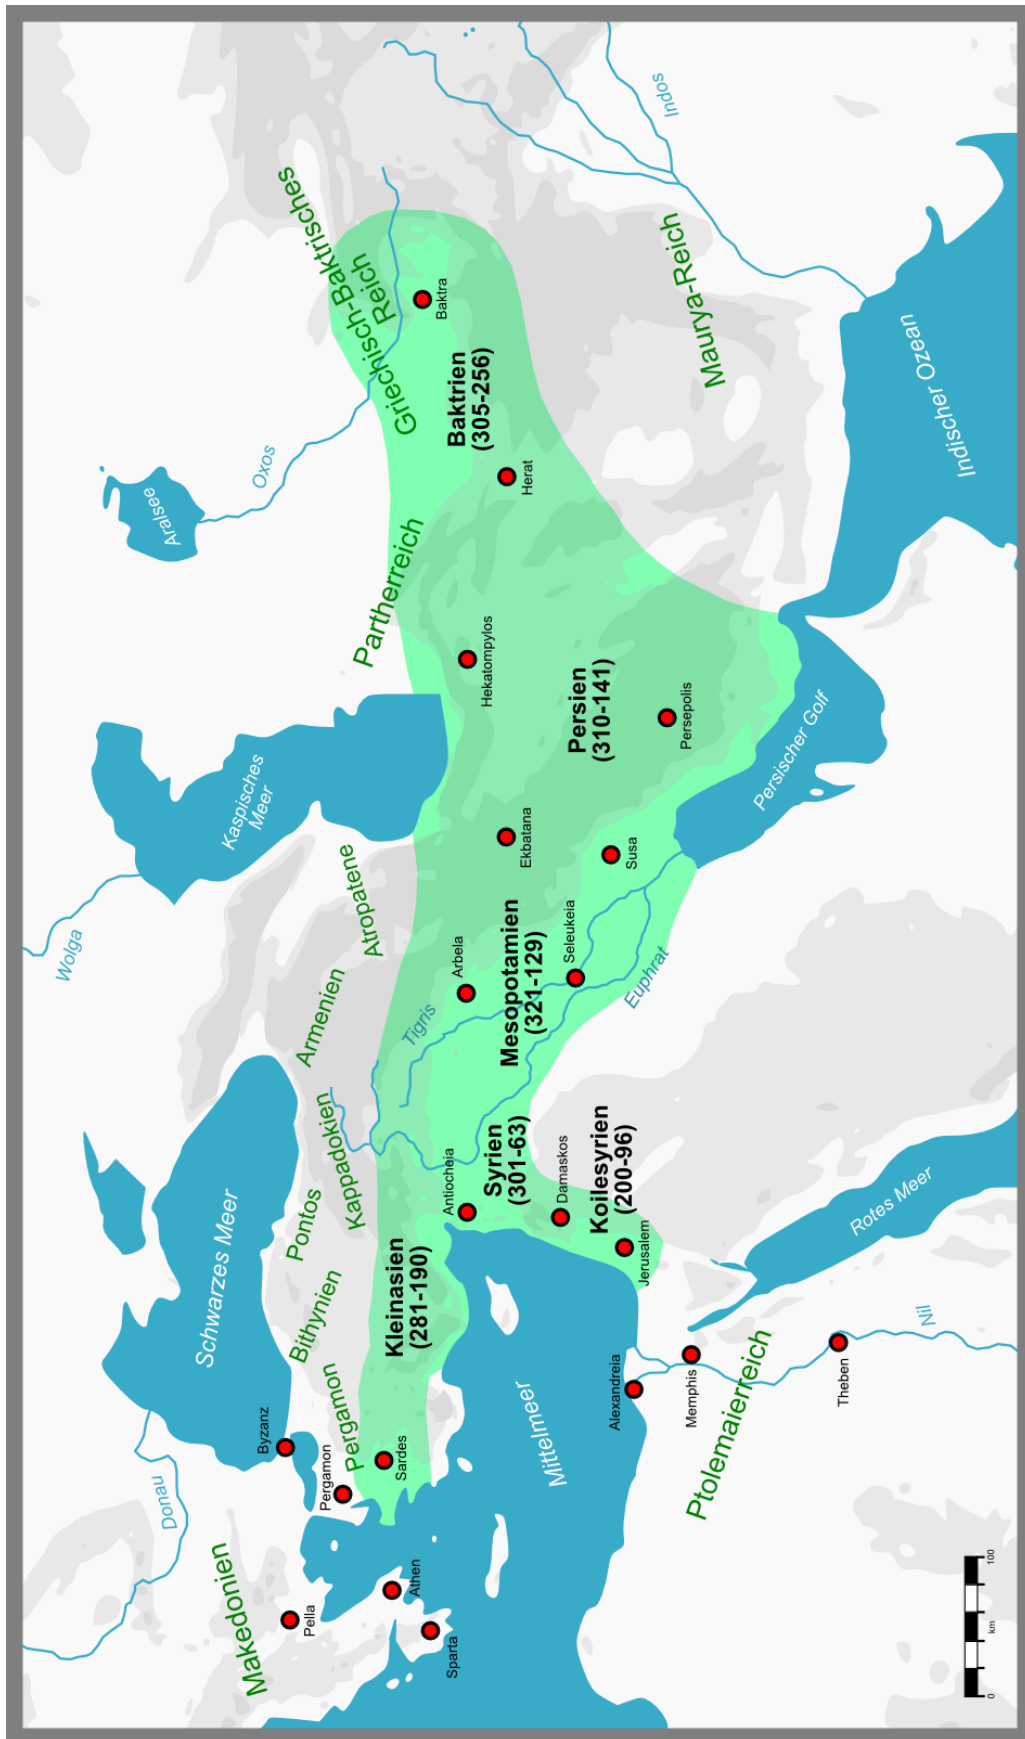 Makedonien
Pella
Athen
Sparta
Donau
Byzanz
Pergamon
Pergamon
Sardes
Schwarzes Meer
Bithynien
Pontos
Kappadokien
Armenien
Atropatene
Kleinasien
(281-190)
Mittelmeer
Alexandreia
Memphis
Ptolemaierreich
Theben
Nil
Rotes Meer
Antiocheia
Syrien
(301-63)
Damaskos
Koilesyrien
(200-96)
Jerusalem
Wolga
Kaspisches
Meer
Tigris
Arbela
Mesopotamien
(321-129)
Seleukeia
Euphrat
Ekbatana
Susa
Persien
(310-141)
Persepolis
Persischer Golf
Hekatompylos
Partherreich
Aralsee
Oxos
Herat
Baktrien
(305-256)
Baktra
Griechisch-Baktrisches
Reich
Maurya-Reich
Indos
Indischer Ozean
0
km
100